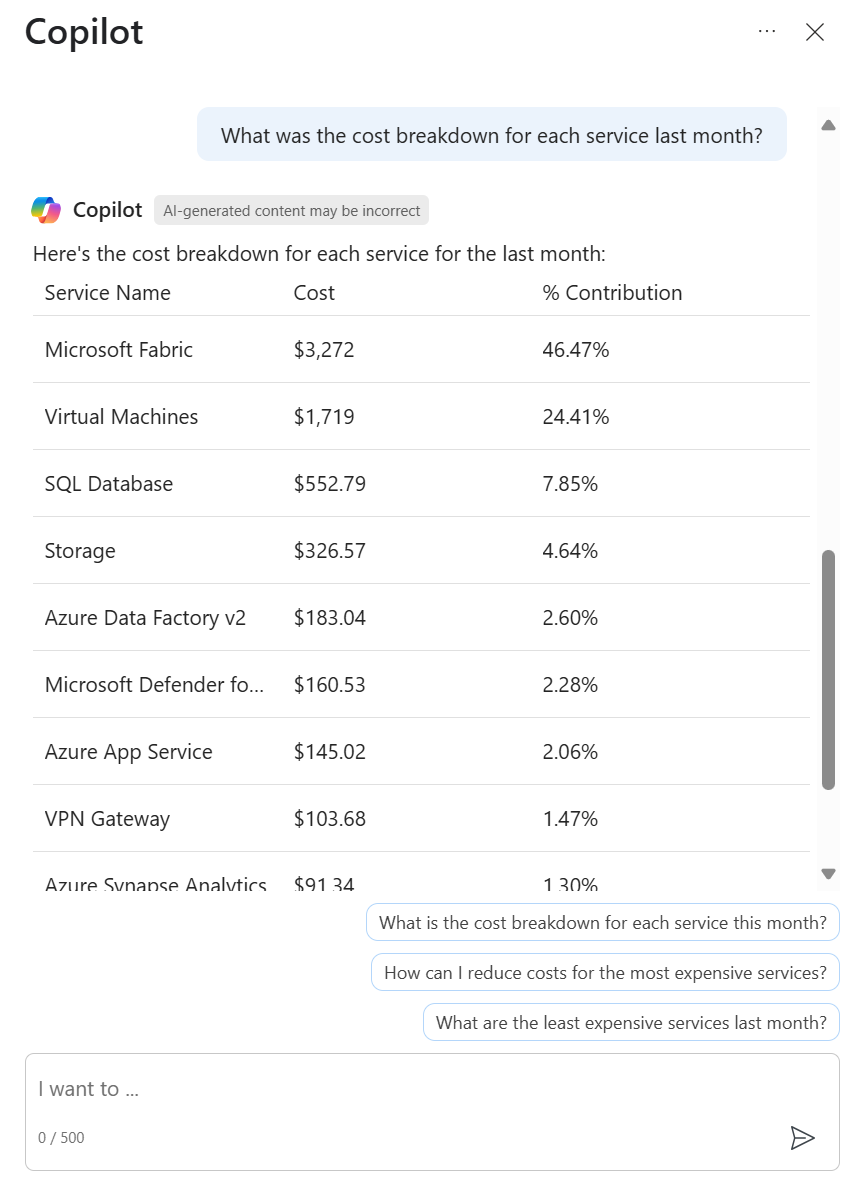 Copilot
What was the cost breakdown for each service last month?
Copilot AI-generated content may be incorrect
Here's the cost breakdown for each service for the last month:
Service Name Cost % Contribution
Microsoft Fabric $3,272 46.47%
Virtual Machines $1,719 24.41%
SQL Database $552.79 7.85%
Storage $326.57 4.64%
Azure Data Factory v2 $183.04 2.60%
Microsoft Defender fo... $160.53 2.28%
Azure App Service $145.02 2.06%
VPN Gateway $103.68 1.47%
Azure Synapse Analytics $91.34 1.30%
What is the cost breakdown for each service this month?
How can I reduce costs for the most expensive services?
What are the least expensive services last month?
I want to ...
0 / 500